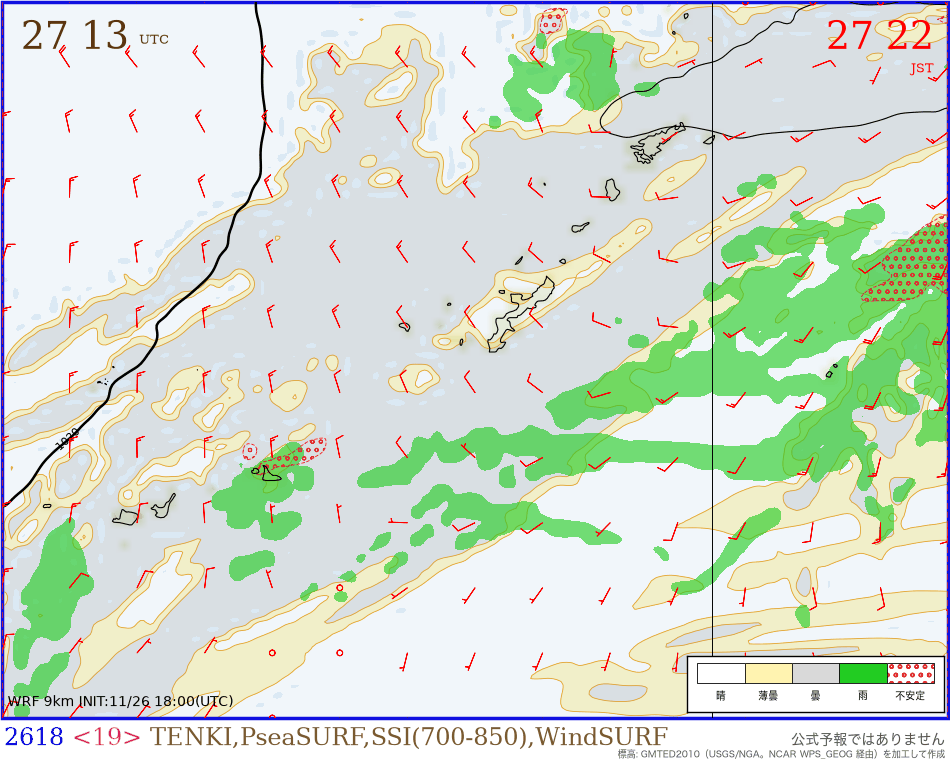 27 13 UTC
27 22
JST
1020
WRF 9km INIT:11/26 18:00(UTC)
晴 薄曇 曇 雨 不安定
2618 <19> TENKI,PseaSURF,SSI(700-850),WindSURF
公式予報ではありません
標高: GMTED2010（USGS/NGA。NCAR WPS_GEOG 経由）を加工して作成